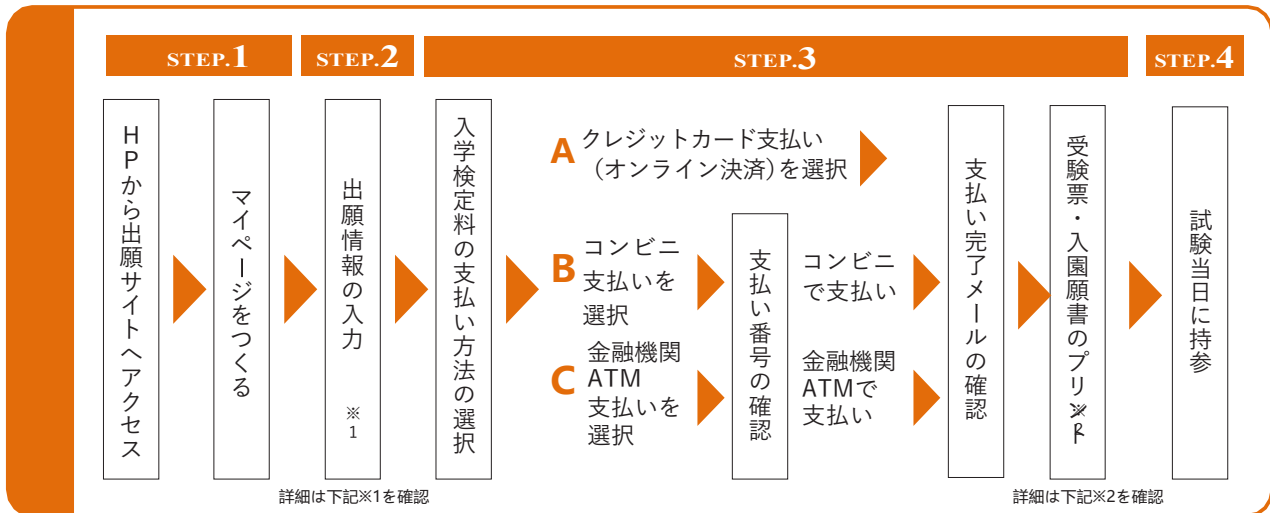 STEP.1
STEP.2
STEP.3
STEP.4
HPから出願サイトへアクセス
マイページをつくる
出願情報の入力
※1
入学検定料の支払い方法の選択
A クレジットカード支払い
（オンライン決済）を選択
B コンビニ
支払いを
選択
C 金融機関
ATM
支払いを
選択
支払い番号の確認
コンビニ
で支払い
金融機関
ATMで
支払い
支払い完了メールの確認
受験票・入園願書のプリ
試験当日に持参
詳細は下記※1を確認
詳細は下記※2を確認